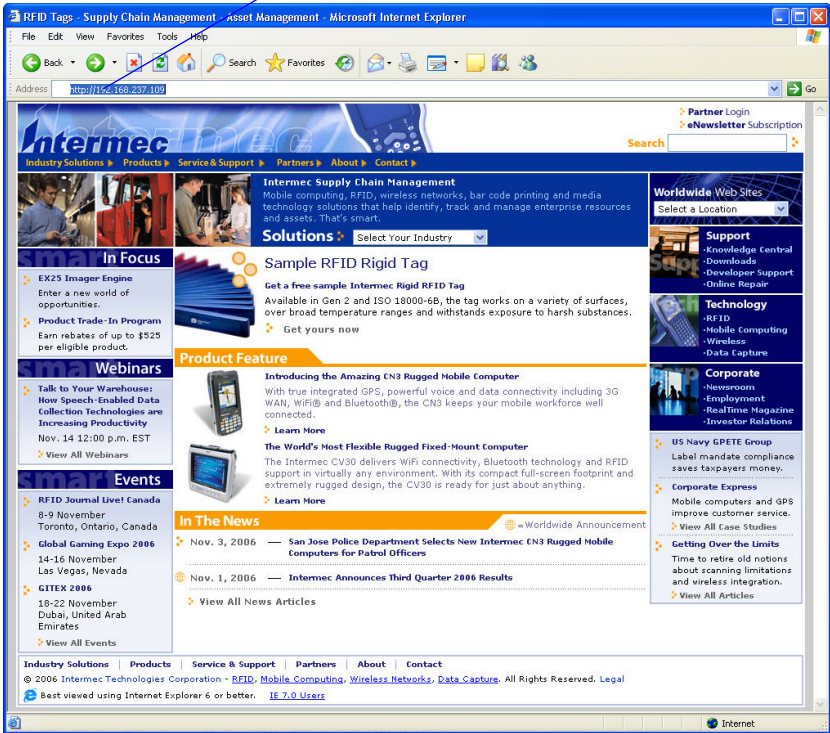 RFID Tags - Supply Chain Management - Asset Management - Microsoft Internet Explorer
File Edit View Favorites Tools Help
Back Search Favorites
Address http://192.168.237.109 Go
Partner Login
eNewsletter Subscription
Intermec
Search
Industry Solutions Products Service & Support Partners About Contact
Intermec Supply Chain Management
Mobile computing, RFID, wireless networks, bar code printing and media
technology solutions that help identify, track and manage enterprise resources
and assets. That's smart.
Solutions Select Your Industry
Worldwide Web Sites
Select a Location
In Focus
EX25 Imager Engine
Enter a new world of
opportunities.
Product Trade-In Program
Earn rebates of up to $525
per eligible product.
Webinars
Talk to Your Warehouse:
How Speech-Enabled Data
Collection Technologies are
Increasing Productivity
Nov. 14 12:00 p.m. EST
View All Webinars
Events
RFID Journal Live! Canada
8-9 November
Toronto, Ontario, Canada
Global Gaming Expo 2006
14-16 November
Las Vegas, Nevada
GITEX 2006
18-22 November
Dubai, United Arab
Emirates
View All Events
Sample RFID Rigid Tag
Get a free sample Intermec Rigid RFID Tag
Available in Gen 2 and ISO 18000-6B, the tag works on a variety of surfaces,
over broad temperature ranges and withstands exposure to harsh substances.
Get yours now
Product Feature
Introducing the Amazing CN3 Rugged Mobile Computer
With true integrated GPS, powerful voice and data connectivity including 3G
WAN, WiFi® and Bluetooth®, the CN3 keeps your mobile workforce well
connected.
Learn More
The World's Most Flexible Rugged Fixed-Mount Computer
The Intermec CV30 delivers WiFi connectivity, Bluetooth technology and RFID
support in virtually any environment. With its compact full-screen footprint and
extremely rugged design, the CV30 is ready for just about anything.
Learn More
In The News
=Worldwide Announcement
Nov. 3, 2006 — San Jose Police Department Selects New Intermec CN3 Rugged Mobile
Computers for Patrol Officers
Nov. 1, 2006 — Intermec Announces Third Quarter 2006 Results
View All News Articles
Support
·Knowledge Central
·Downloads
·Developer Support
·Online Repair
Technology
·RFID
·Mobile Computing
·Wireless
·Data Capture
Corporate
·Newsroom
·Employment
·RealTime Magazine
·Investor Relations
US Navy GPETE Group
Label mandate compliance
saves taxpayers money.
Corporate Express
Mobile computers and GPS
improve customer service.
View All Case Studies
Getting Over the Limits
Time to retire old notions
about scanning limitations
and wireless integration.
View All Articles
Industry Solutions | Products | Service & Support | Partners | About | Contact
© 2006 Intermec Technologies Corporation - RFID, Mobile Computing, Wireless Networks, Data Capture. All Rights Reserved. Legal
Best viewed using Internet Explorer 6 or better. IE 7.0 Users
Internet